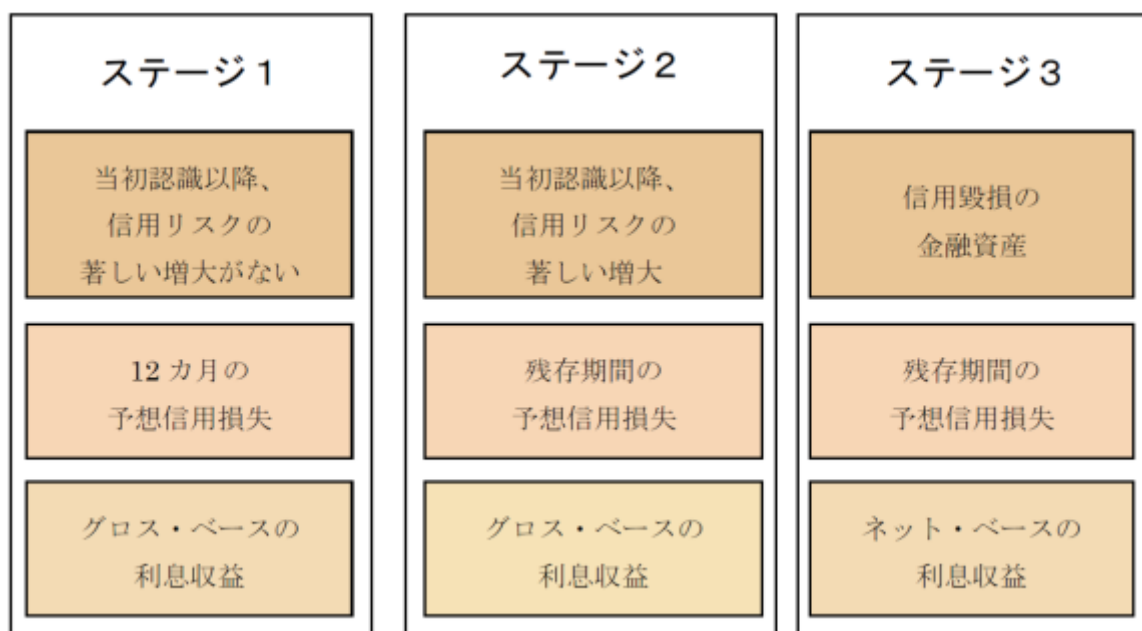 ステージ1
当初認識以降、
信用リスクの
著しい増大がない
12カ月の
予想信用損失
グロス・ベースの
利息収益
ステージ2
当初認識以降、
信用リスクの
著しい増大
残存期間の
予想信用損失
グロス・ベースの
利息収益
ステージ3
信用毀損の
金融資産
残存期間の
予想信用損失
ネット・ベースの
利息収益